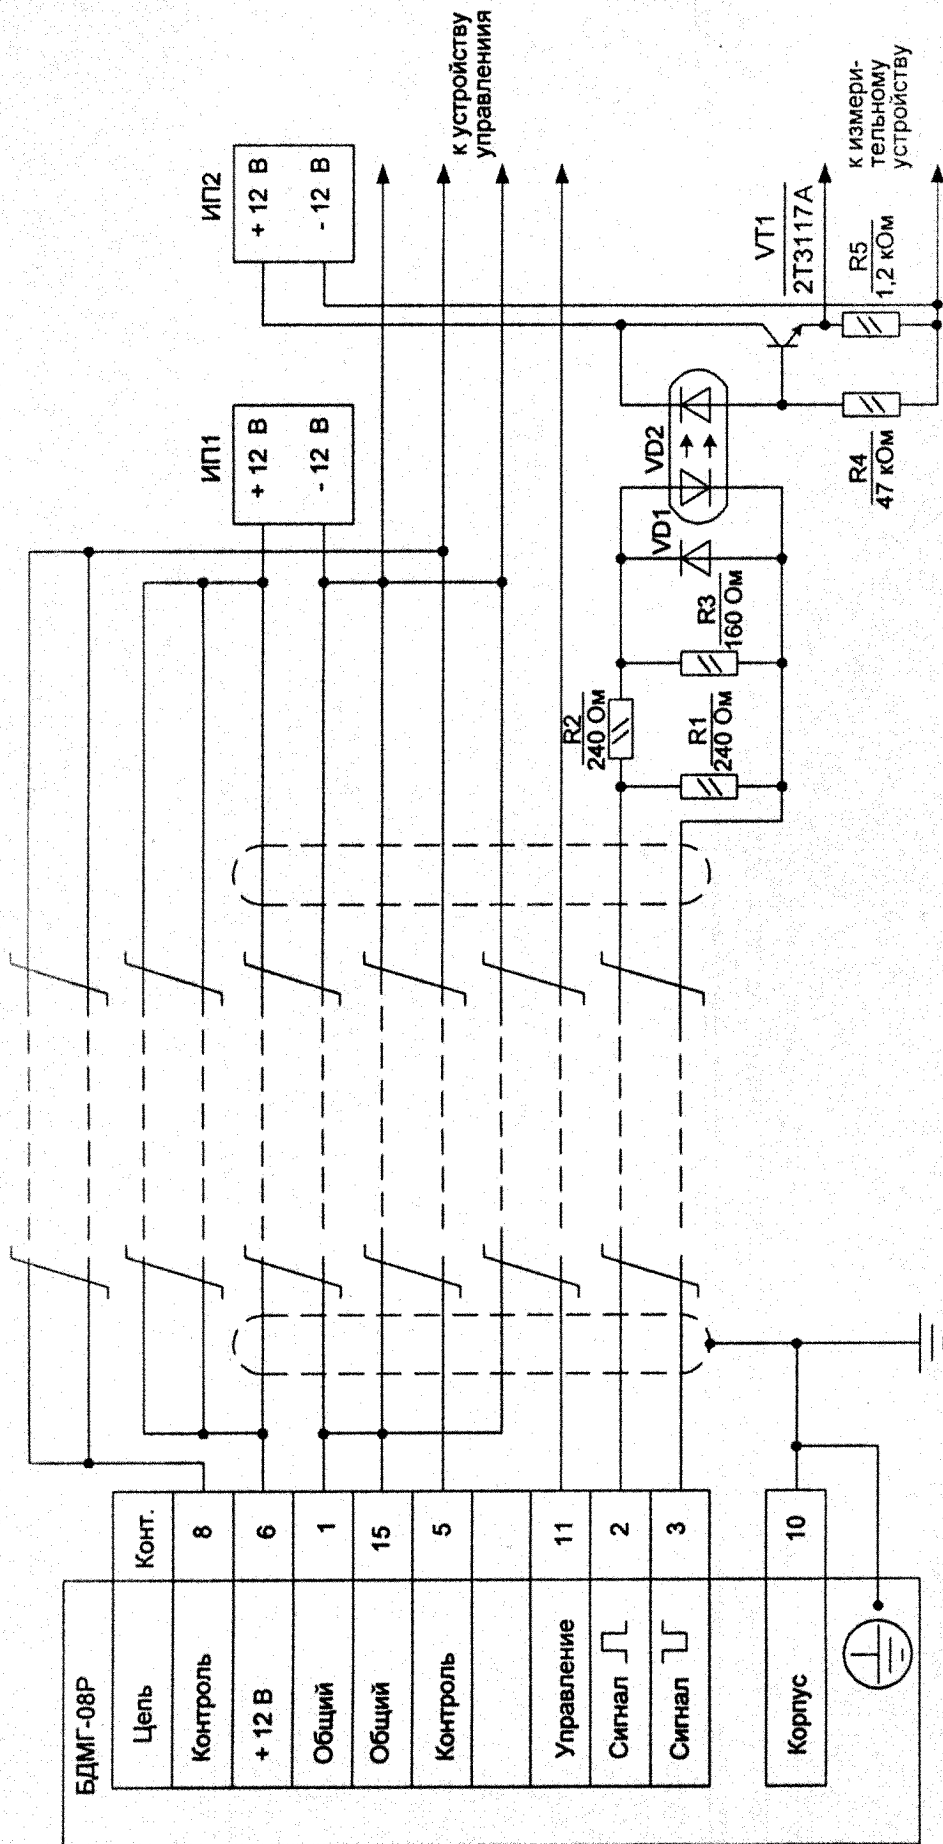 БДМГ-08Р
Цепь
Конт.
Контроль
8
+ 12 В
6
Общий
1
Общий
15
Контроль
5
Управление
11
Сигнал
2
Сигнал
3
Корпус
10
ИП1
+ 12 В
- 12 В
ИП2
+ 12 В
- 12 В
к устройству
управлениия
R2
240 Ом
R1
240 Ом
R3
160 Ом
VD1
VD2
R4
47 кОм
VT1
2Т3117А
R5
1,2 кОм
к измери-
тельному
устройству